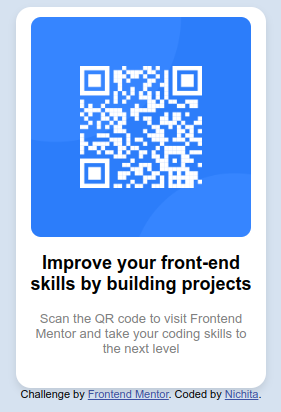 Improve your front-end
skills by building projects
Scan the QR code to visit Frontend
Mentor and take your coding skills to
the next level
Challenge by Frontend Mentor. Coded by Nichita.